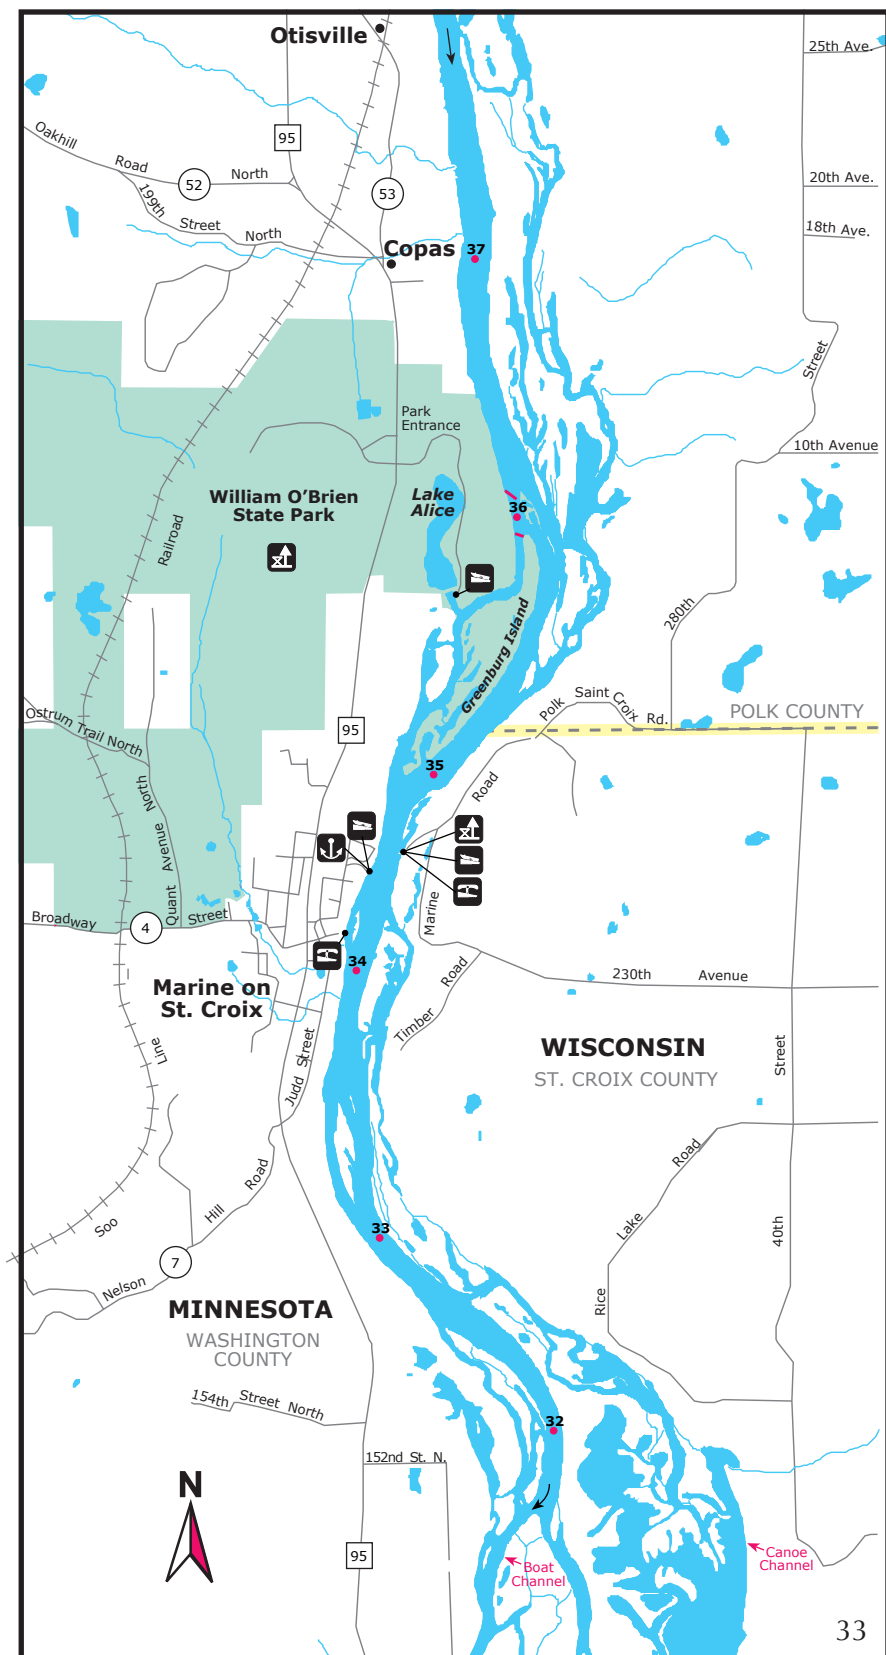 Otisville
25th Ave.
95
Oakhill
Road
North
52
53
20th Ave.
199th
Street
North
18th Ave.
Copas
37
Street
Park
Entrance
10th Avenue
William O’Brien
State Park
Lake
Alice
36
Railroad
280th
Greenburg Island
Polk
Saint
Croix
Rd.
POLK COUNTY
Ostrum Trail North
95
35
Road
Quant
Avenue
North
Marine
Broadway
4
Street
34
230th
Avenue
Marine on
St. Croix
Timber
Road
Line
Judd
Street
WISCONSIN
ST. CROIX COUNTY
Street
Road
Lake
Rice
40th
Soo
Hill
Road
33
7
Nelson
MINNESOTA
WASHINGTON
COUNTY
154th
Street North
32
152nd St. N.
N
95
Boat
Channel
Canoe
Channel
33